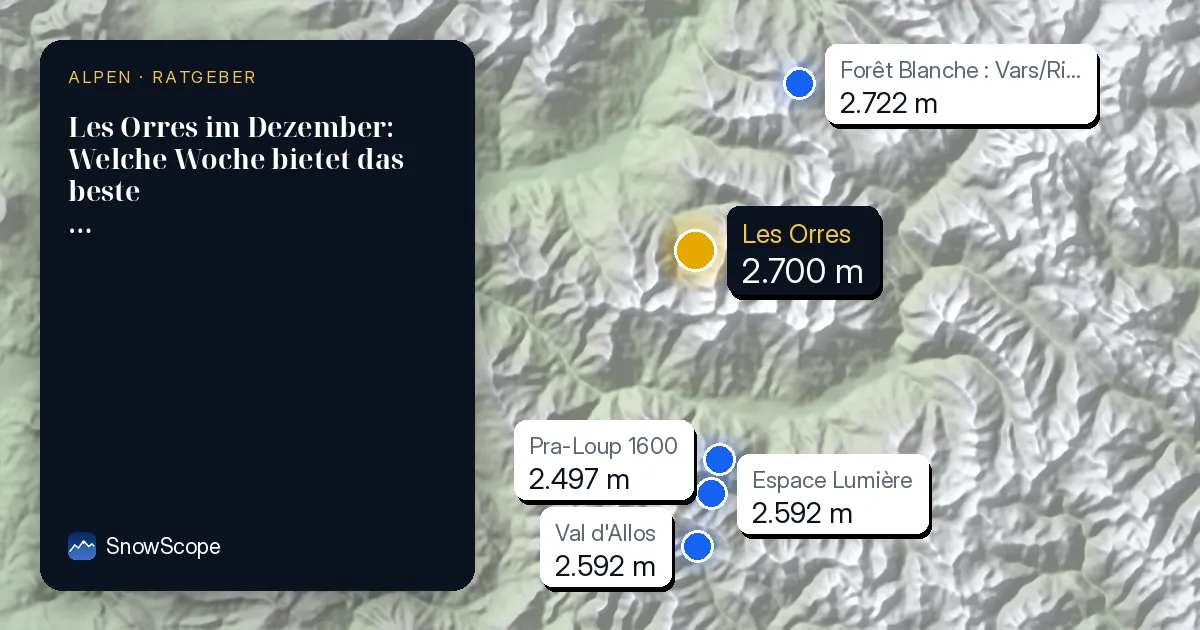 ALPEN · RATGEBER
Les Orres im Dezember:
Welche Woche bietet das
beste
...
SnowScope
Forêt Blanche : Vars/Ri...
2.722 m
Les Orres
2.700 m
Pra-Loup 1600
2.497 m
Espace Lumière
2.592 m
Val d'Allos
2.592 m